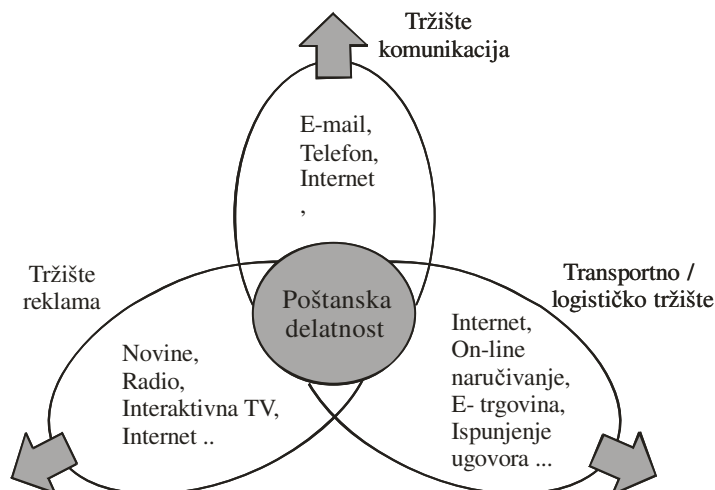 Tržište
komunikacija
E-mail,
Telefon,
Internet
,
Tržište
reklama
Poštanska
delatnost
Transportno /
logističko tržište
Novine,
Radio,
Interaktivna TV,
Internet ..
Internet,
On-line
naručivanje,
E- trgovina,
Ispunjenje
ugovora ...